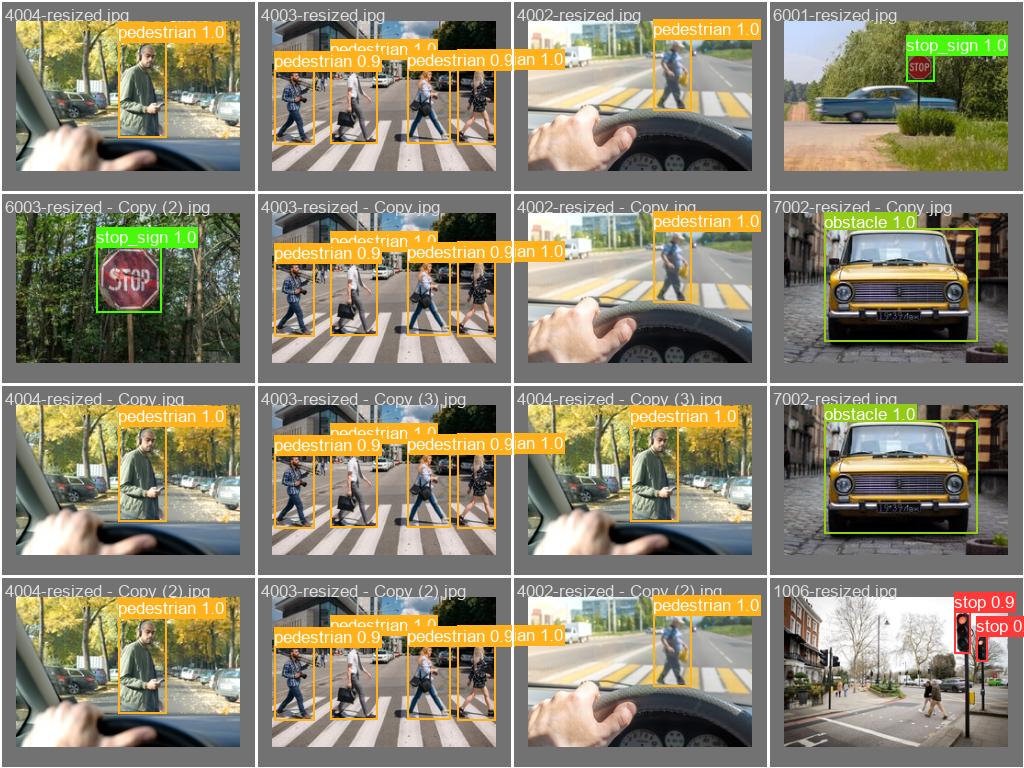 4004-resized.jpg
pedestrian 1.0
4003-resized.jpg
pedestrian 1.0
pedestrian 0.9
pedestrian 0.9
an 1.0
4002-resized.jpg
pedestrian 1.0
6001-resized.jpg
stop_sign 1.0
STOP
6003-resized - Copy (2).jpg
stop_sign 1.0
STOP
4003-resized - Copy.jpg
pedestrian 1.0
pedestrian 0.9
pedestrian 0.9
an 1.0
4002-resized - Copy.jpg
pedestrian 1.0
7002-resized - Copy.jpg
obstacle 1.0
4004-resized - Copy.jpg
pedestrian 1.0
4003-resized - Copy (3).jpg
pedestrian 1.0
pedestrian 0.9
pedestrian 0.9
an 1.0
4004-resized - Copy (3).jpg
pedestrian 1.0
7002-resized.jpg
obstacle 1.0
4004-resized - Copy (2).jpg
pedestrian 1.0
4003-resized - Copy (2).jpg
pedestrian 1.0
pedestrian 0.9
pedestrian 0.9
an 1.0
4002-resized - Copy (2).jpg
pedestrian 1.0
1006-resized.jpg
stop 0.9
stop 0.